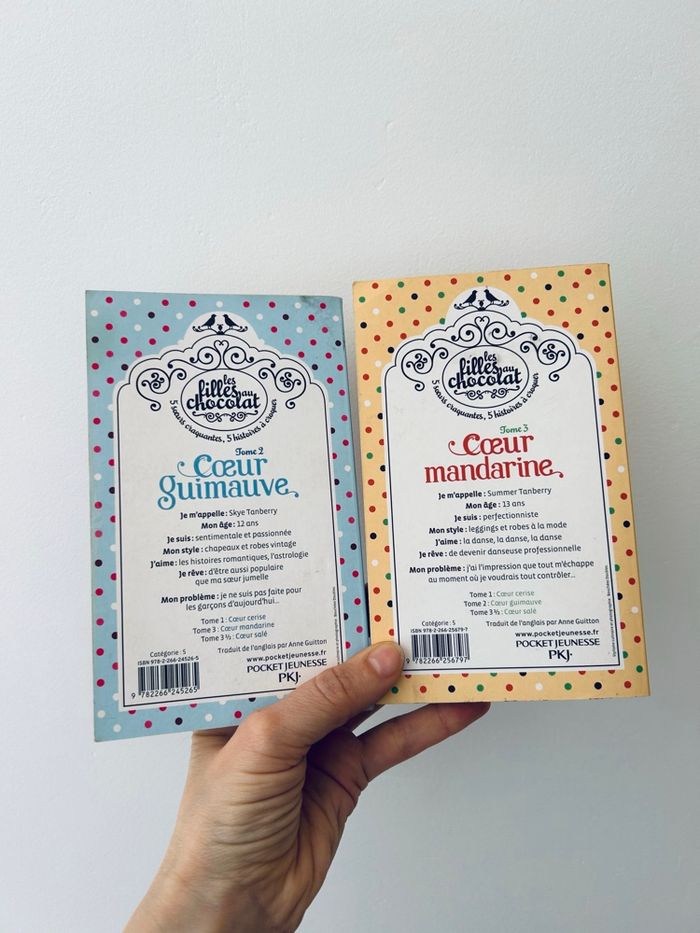 les
filles au
chocolat
5 sœurs craquantes, 5 histoires à croquer
Tome 2
Cœur
guimauve
Je m'appelle : Skye Tanberry
Mon âge : 12 ans
Je suis : sentimentale et passionnée
Mon style : chapeaux et robes vintage
J'aime : les histoires romantiques, l'astrologie
Je rêve : d'être aussi populaire
que ma sœur jumelle
Mon problème : je ne suis pas faite pour
les garçons d'aujourd'hui...
Tome 1 : Cœur cerise
Tome 3 : Cœur mandarine
Tome 3 ½ : Cœur salé
Catégorie : S
Traduit de l'anglais par Anne Guitton
ISBN 978-2-266-24526-5
www.pocketjeunesse.fr
POCKET JEUNESSE
PKJ·
9 782266 245265
les
filles au
chocolat
5 sœurs craquantes, 5 histoires à croquer
Tome 3
Cœur
mandarine
Je m'appelle : Summer Tanberry
Mon âge : 13 ans
Je suis : perfectionniste
Mon style : leggings et robes à la mode
J'aime : la danse, la danse, la danse
Je rêve : de devenir danseuse professionnelle
Mon problème : j'ai l'impression que tout m'échappe
au moment où je voudrais tout contrôler...
Tome 1 : Cœur cerise
Tome 2 : Cœur guimauve
Tome 3 ½ : Cœur salé
Catégorie : S
Traduit de l'anglais par Anne Guitton
ISBN 978-2-266-25679-7
www.pocketjeunesse.fr
POCKET JEUNESSE
PKJ·
9 782266 256797